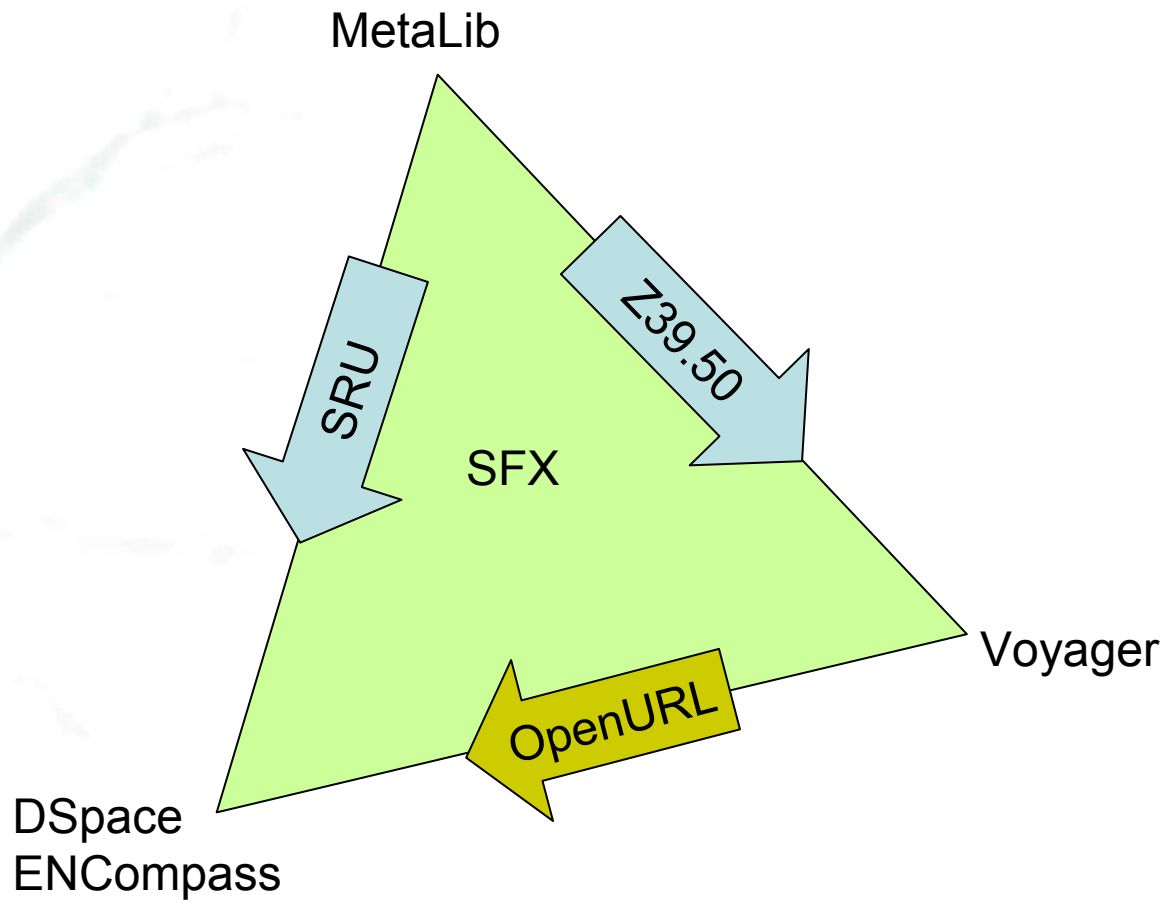 MetaLib
SRU
Z39.50
SFX
Voyager
OpenURL
DSpace
ENCompass